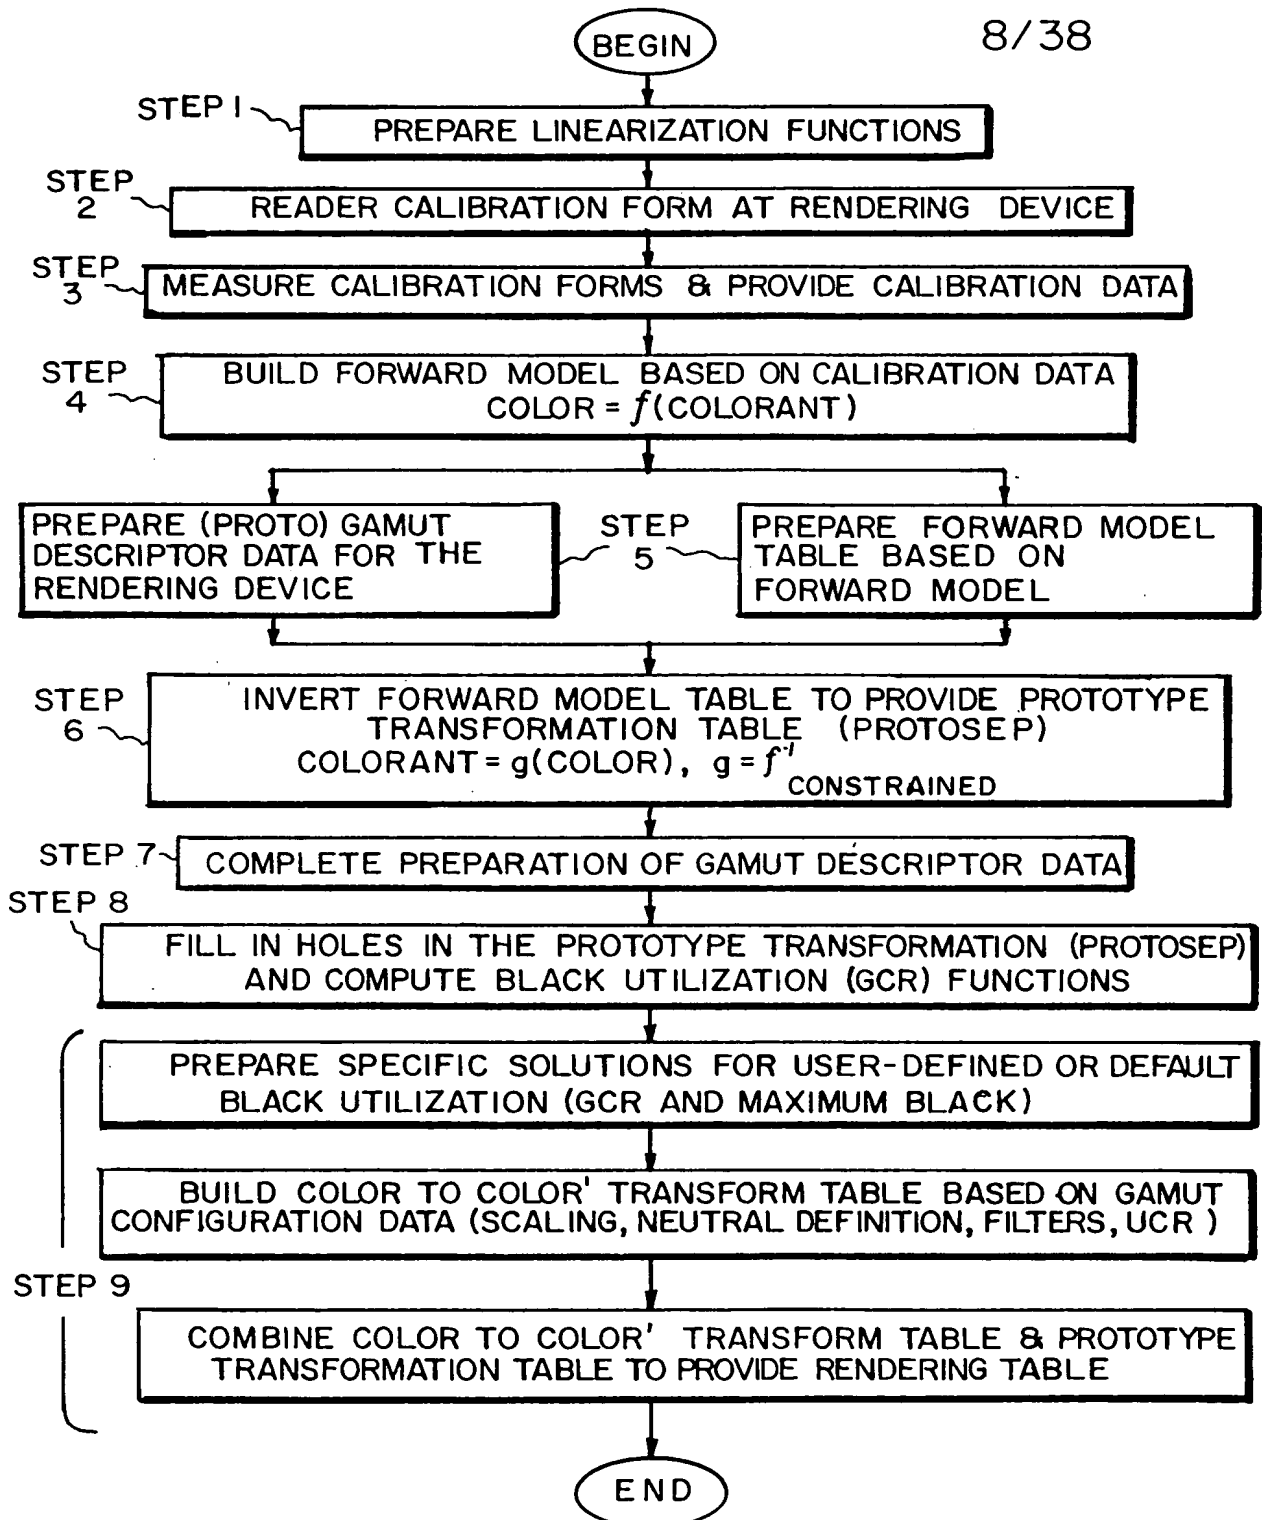 8/38
BEGIN
STEP 1
PREPARE LINEARIZATION FUNCTIONS
STEP
2
READER CALIBRATION FORM AT RENDERING DEVICE
STEP
3
MEASURE CALIBRATION FORMS & PROVIDE CALIBRATION DATA
STEP
4
BUILD FORWARD MODEL BASED ON CALIBRATION DATA
COLOR = f(COLORANT)
PREPARE (PROTO) GAMUT
DESCRIPTOR DATA FOR THE
RENDERING DEVICE
STEP
5
PREPARE FORWARD MODEL
TABLE BASED ON
FORWARD MODEL
STEP
6
INVERT FORWARD MODEL TABLE TO PROVIDE PROTOTYPE
TRANSFORMATION TABLE (PROTOSEP)
COLORANT = g(COLOR), g = f⁻¹
CONSTRAINED
STEP 7
COMPLETE PREPARATION OF GAMUT DESCRIPTOR DATA
STEP 8
FILL IN HOLES IN THE PROTOTYPE TRANSFORMATION (PROTOSEP)
AND COMPUTE BLACK UTILIZATION (GCR) FUNCTIONS
PREPARE SPECIFIC SOLUTIONS FOR USER-DEFINED OR DEFAULT
BLACK UTILIZATION (GCR AND MAXIMUM BLACK)
BUILD COLOR TO COLOR' TRANSFORM TABLE BASED ON GAMUT
CONFIGURATION DATA (SCALING, NEUTRAL DEFINITION, FILTERS, UCR)
STEP 9
COMBINE COLOR TO COLOR' TRANSFORM TABLE & PROTOTYPE
TRANSFORMATION TABLE TO PROVIDE RENDERING TABLE
END